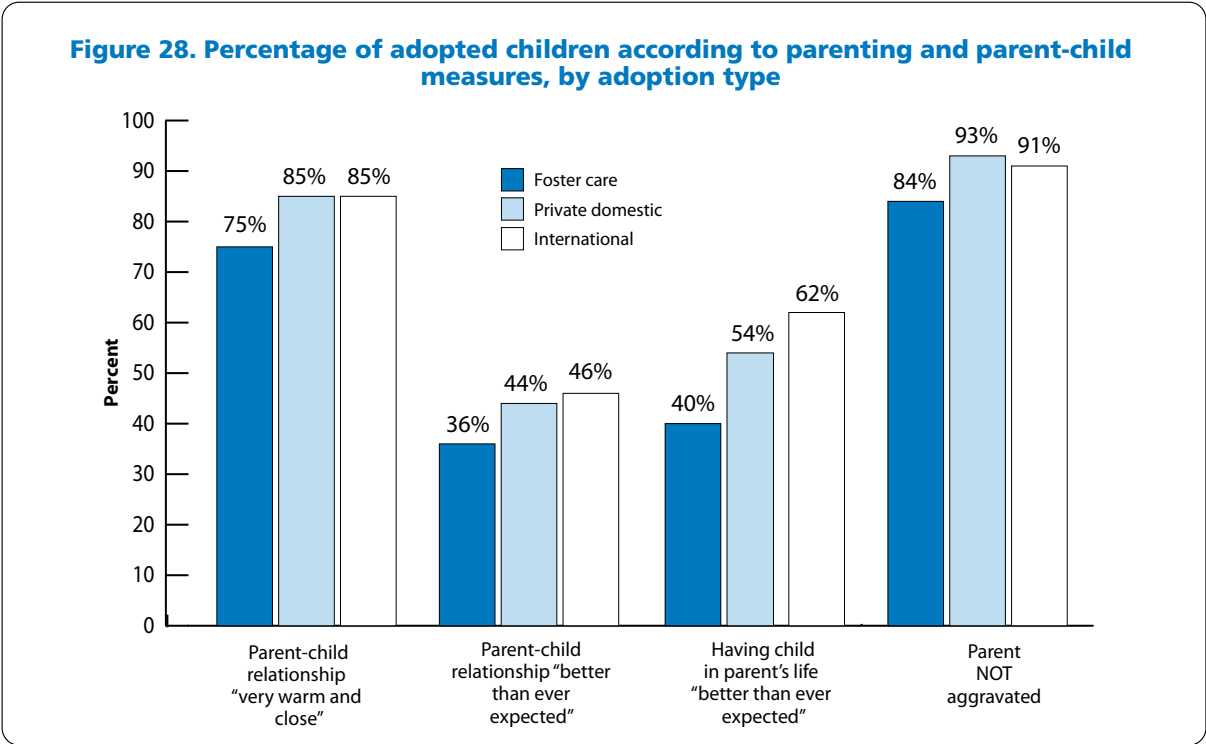 Figure 28. Percentage of adopted children according to parenting and parent-child
measures, by adoption type
100
90
80
70
60
50
40
30
20
10
0
Percent
Foster care
Private domestic
International
75%
85%
85%
36%
44%
46%
40%
54%
62%
84%
93%
91%
Parent-child
relationship
“very warm and
close”
Parent-child
relationship “better
than ever
expected”
Having child
in parent’s life
“better than ever
expected”
Parent
NOT
aggravated